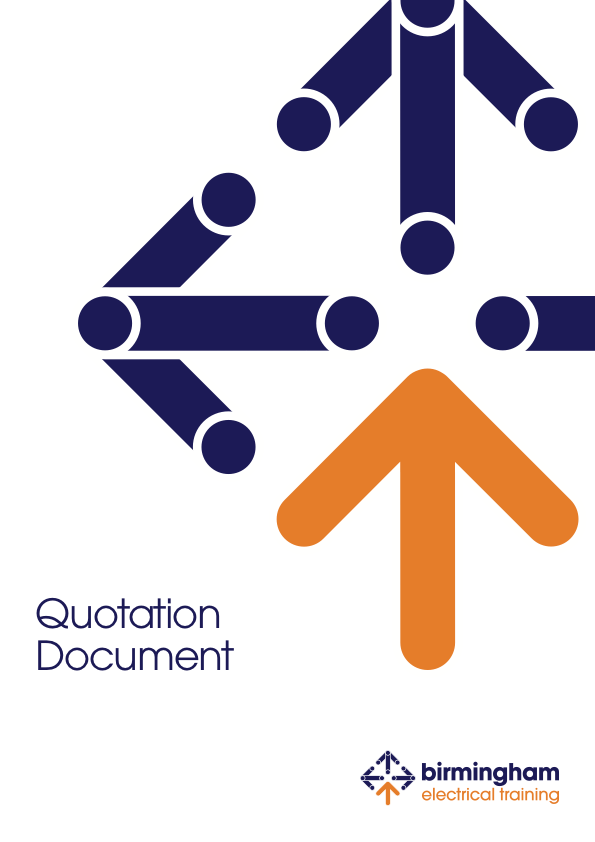 Quotation
Document
birmingham
electrical training